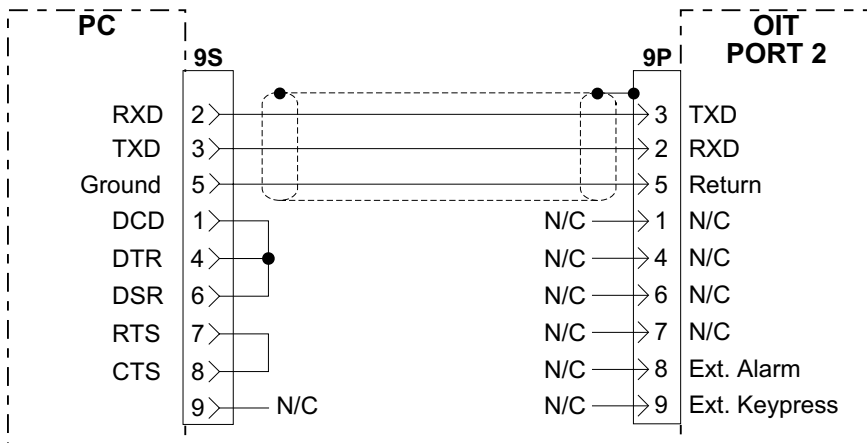 PC
OIT
PORT 2
9S
9P
RXD 2 3 TXD
TXD 3 2 RXD
Ground 5 5 Return
DCD 1 N/C 1 N/C
DTR 4 N/C 4 N/C
DSR 6 N/C 6 N/C
RTS 7 N/C 7 N/C
CTS 8 N/C 8 Ext. Alarm
9 N/C N/C 9 Ext. Keypress